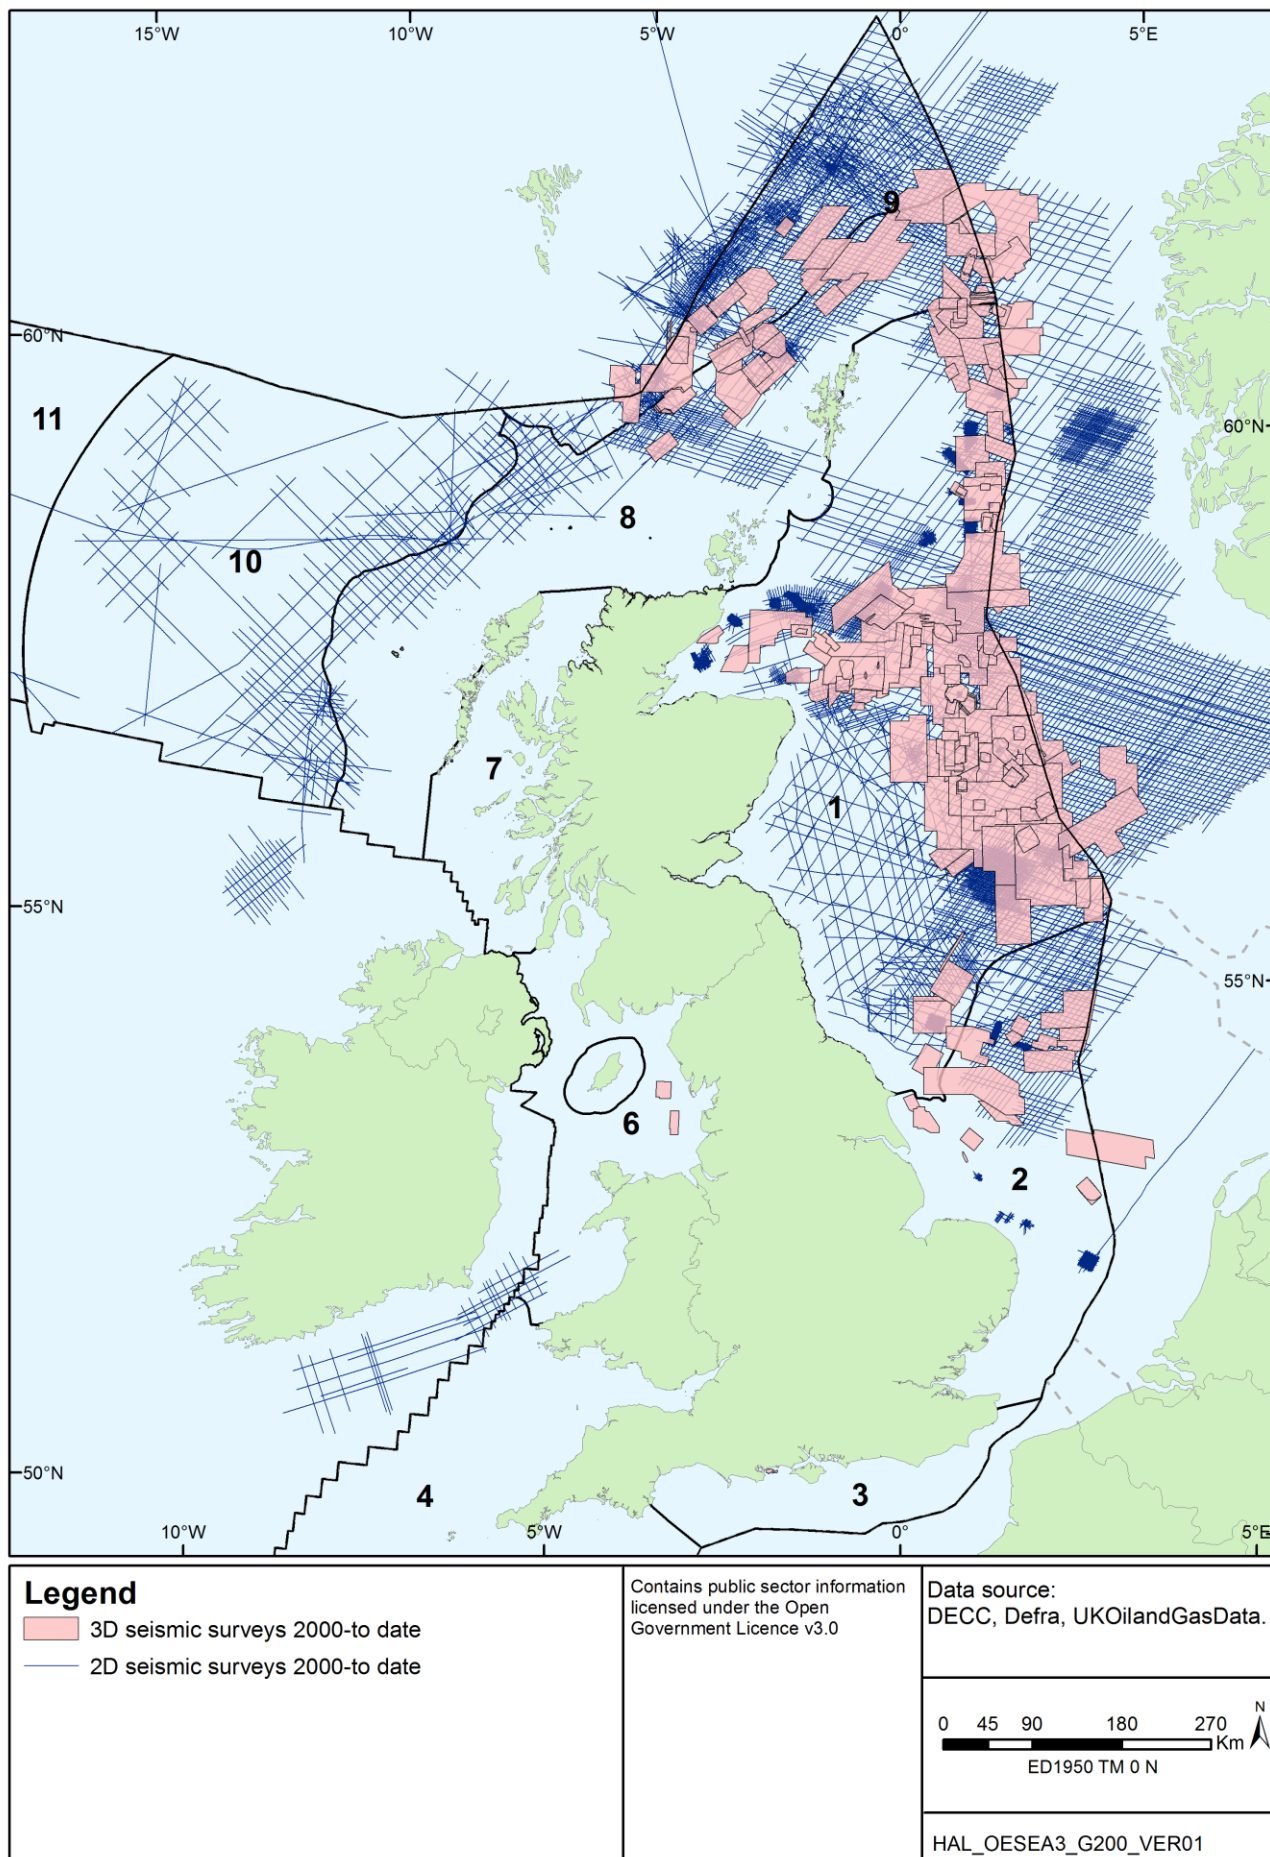 15°W 10°W 5°W 0° 5°E
9
60°N
11
60°N
8
10
7
1
55°N
55°N
6
2
50°N
4
3
10°W 5°W 0° 5°E
Legend
3D seismic surveys 2000-to date
2D seismic surveys 2000-to date
Contains public sector information
licensed under the Open
Government Licence v3.0
Data source:
DECC, Defra, UKOilandGasData.
N
0 45 90 180 270
Km
ED1950 TM 0 N
HAL_OESEA3_G200_VER01